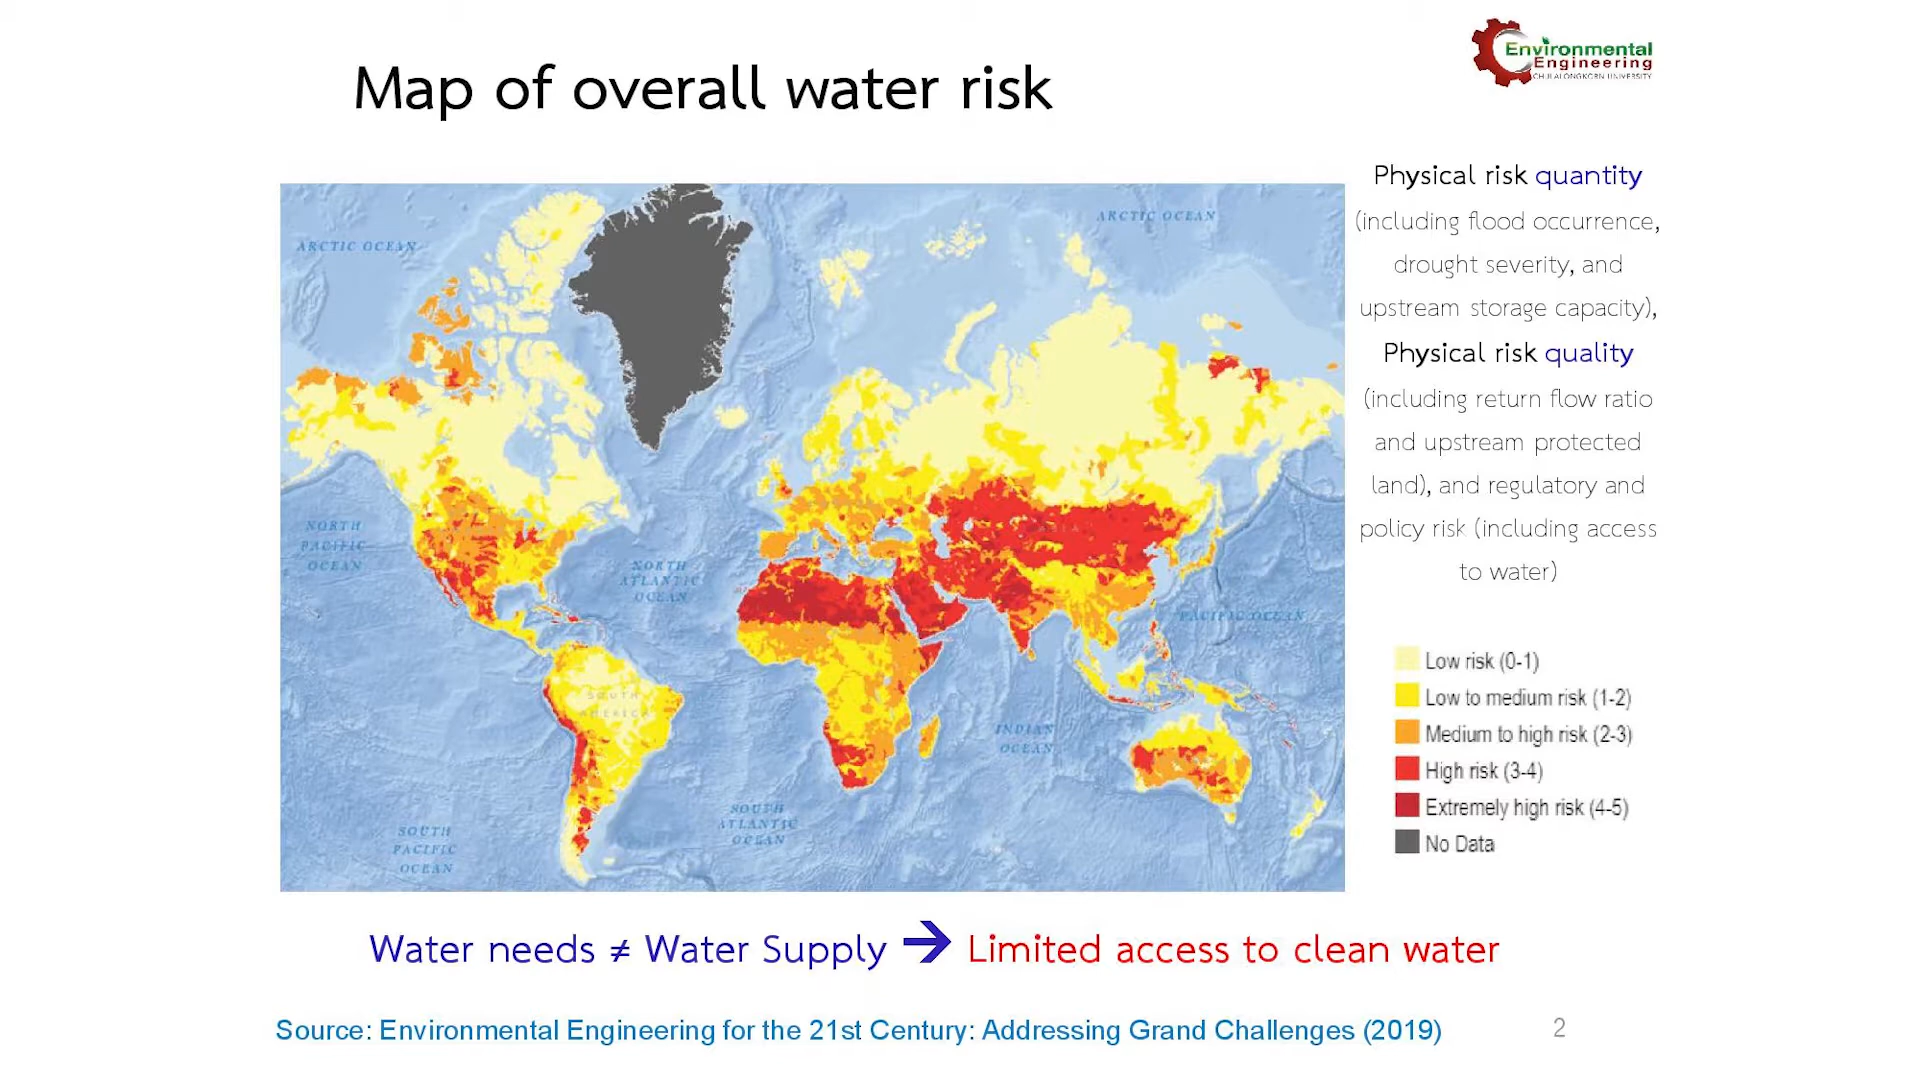 Map of overall water risk
Environmental
Engineering
CHULALONGKORN UNIVERSITY
Physical risk quantity
(including flood occurrence,
drought severity, and
upstream storage capacity),
Physical risk quality
(including return flow ratio
and upstream protected
land), and regulatory and
policy risk (including access
to water)
ARCTIC OCEAN
ARCTIC OCEAN
NORTH
PACIFIC
OCEAN
NORTH
ATLANTIC
OCEAN
ASIA
PACIFIC OCEAN
SOUTH
AMERICA
INDIAN
OCEAN
SOUTH
ATLANTIC
OCEAN
SOUTH
PACIFIC
OCEAN
Low risk (0-1)
Low to medium risk (1-2)
Medium to high risk (2-3)
High risk (3-4)
Extremely high risk (4-5)
No Data
Water needs ≠ Water Supply → Limited access to clean water
Source: Environmental Engineering for the 21st Century: Addressing Grand Challenges (2019)
2